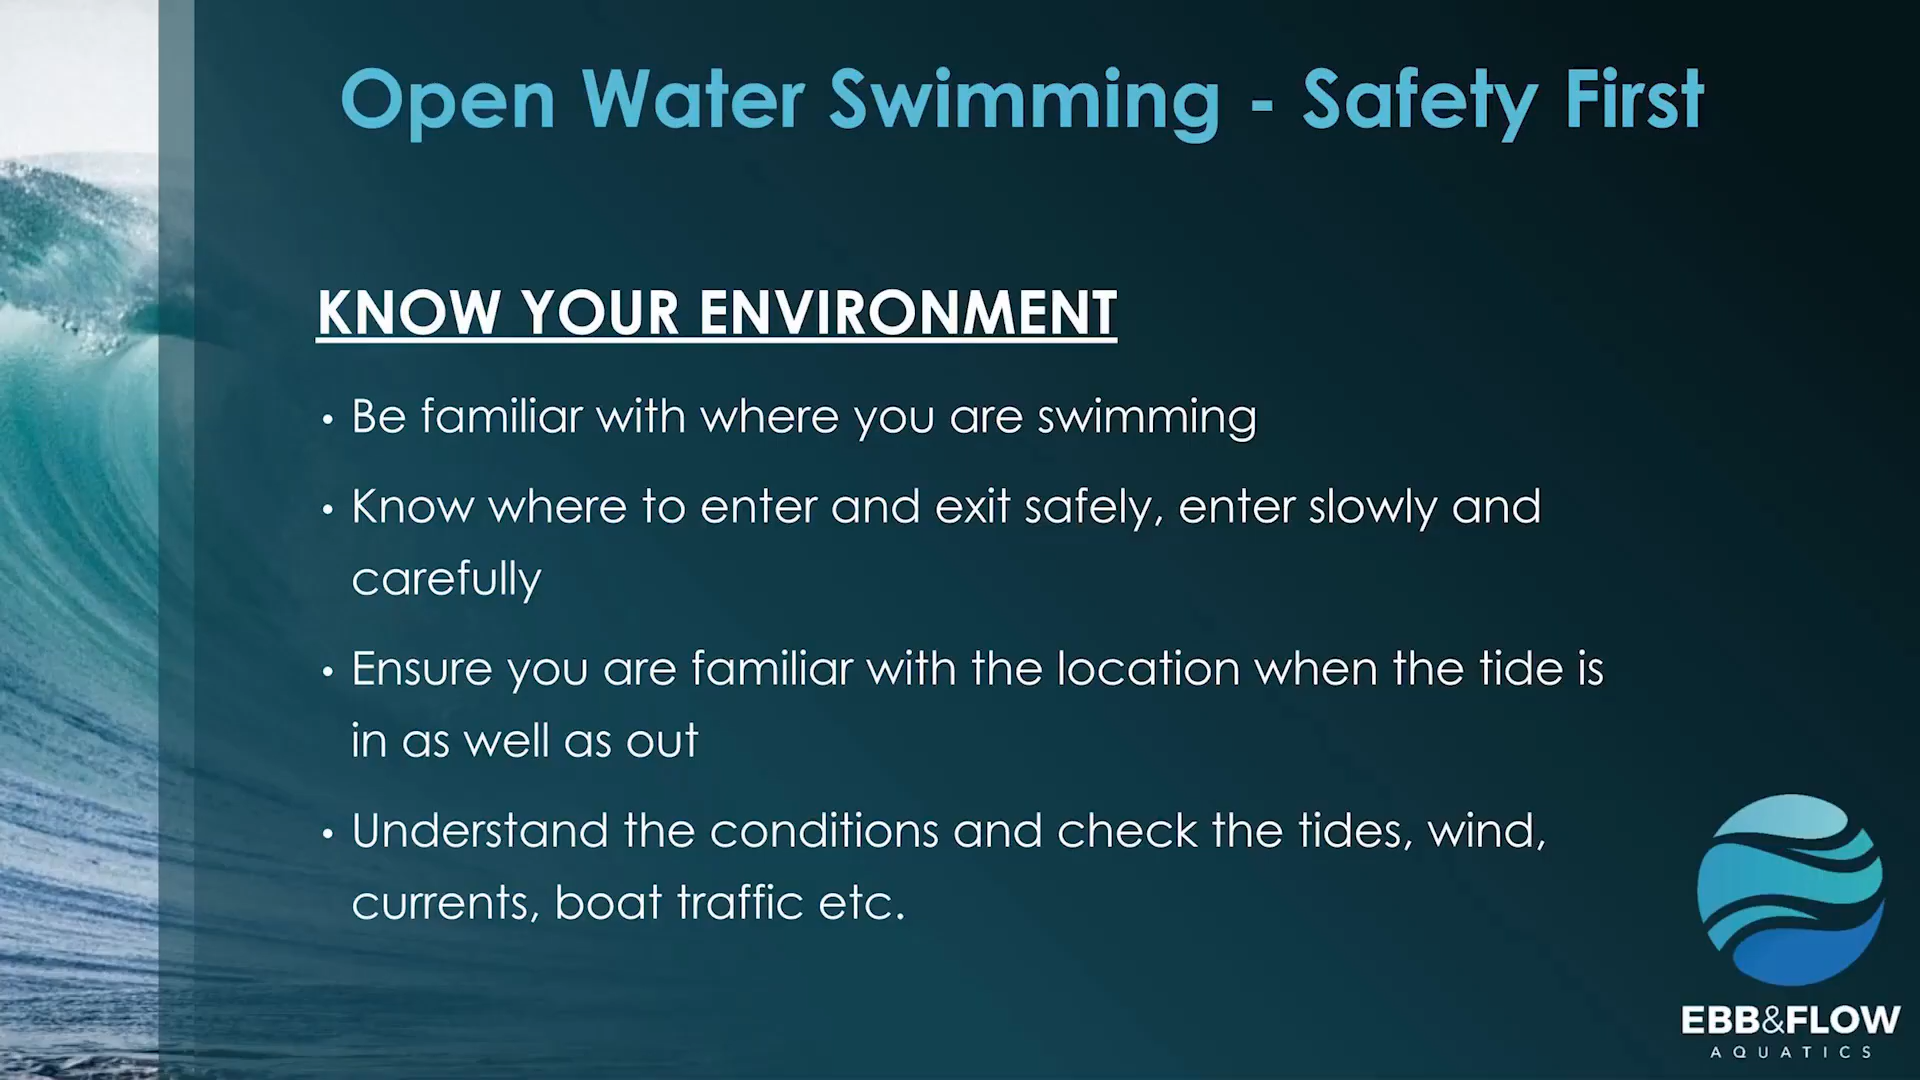 Open Water Swimming - Safety First
KNOW YOUR ENVIRONMENT
• Be familiar with where you are swimming
• Know where to enter and exit safely, enter slowly and
carefully
• Ensure you are familiar with the location when the tide is
in as well as out
• Understand the conditions and check the tides, wind,
currents, boat traffic etc.
EBB&FLOW
AQUATICS